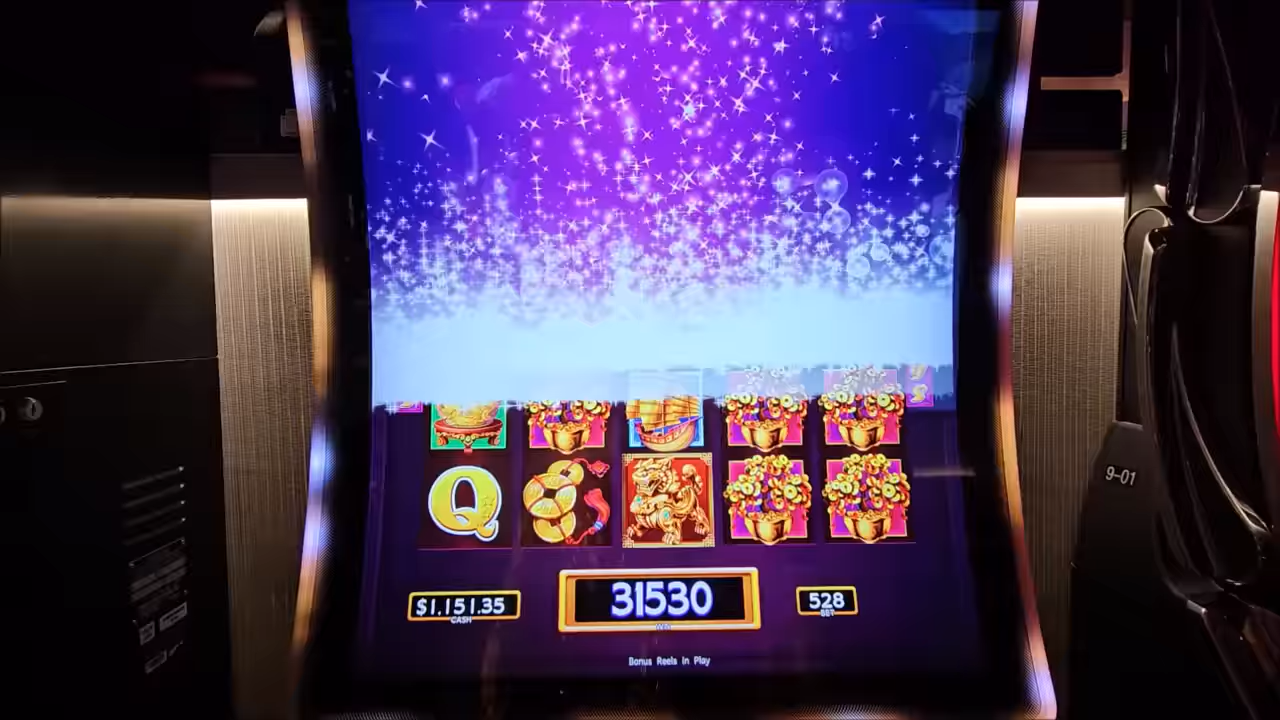 9-01
Q
$1,151.35
CASH
31530
WIN
528
BET
Bonus Reels In Play